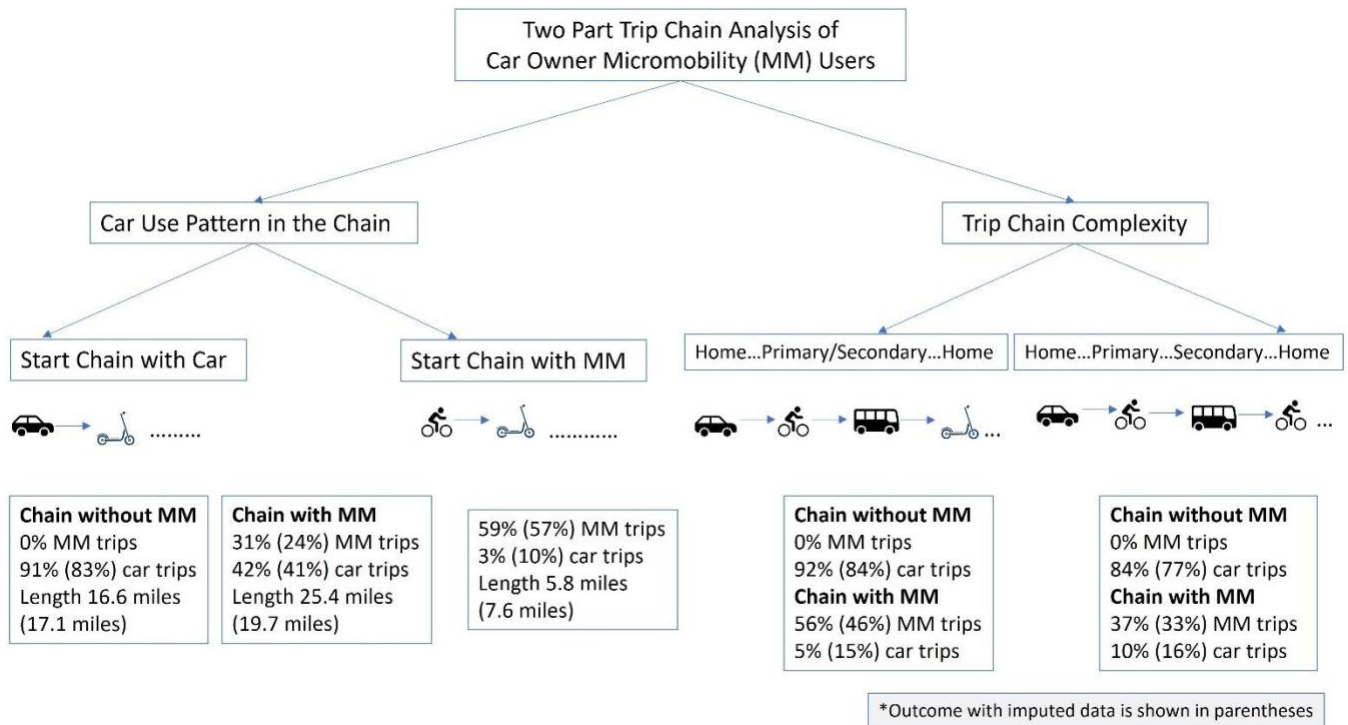 Two Part Trip Chain Analysis of
Car Owner Micromobility (MM) Users
Car Use Pattern in the Chain
Trip Chain Complexity
Start Chain with Car
Start Chain with MM
Home...Primary/Secondary...Home
Home...Primary...Secondary...Home
.........
............
...
...
Chain without MM
0% MM trips
91% (83%) car trips
Length 16.6 miles
(17.1 miles)
Chain with MM
31% (24%) MM trips
42% (41%) car trips
Length 25.4 miles
(19.7 miles)
59% (57%) MM trips
3% (10%) car trips
Length 5.8 miles
(7.6 miles)
Chain without MM
0% MM trips
92% (84%) car trips
Chain with MM
56% (46%) MM trips
5% (15%) car trips
Chain without MM
0% MM trips
84% (77%) car trips
Chain with MM
37% (33%) MM trips
10% (16%) car trips
*Outcome with imputed data is shown in parentheses